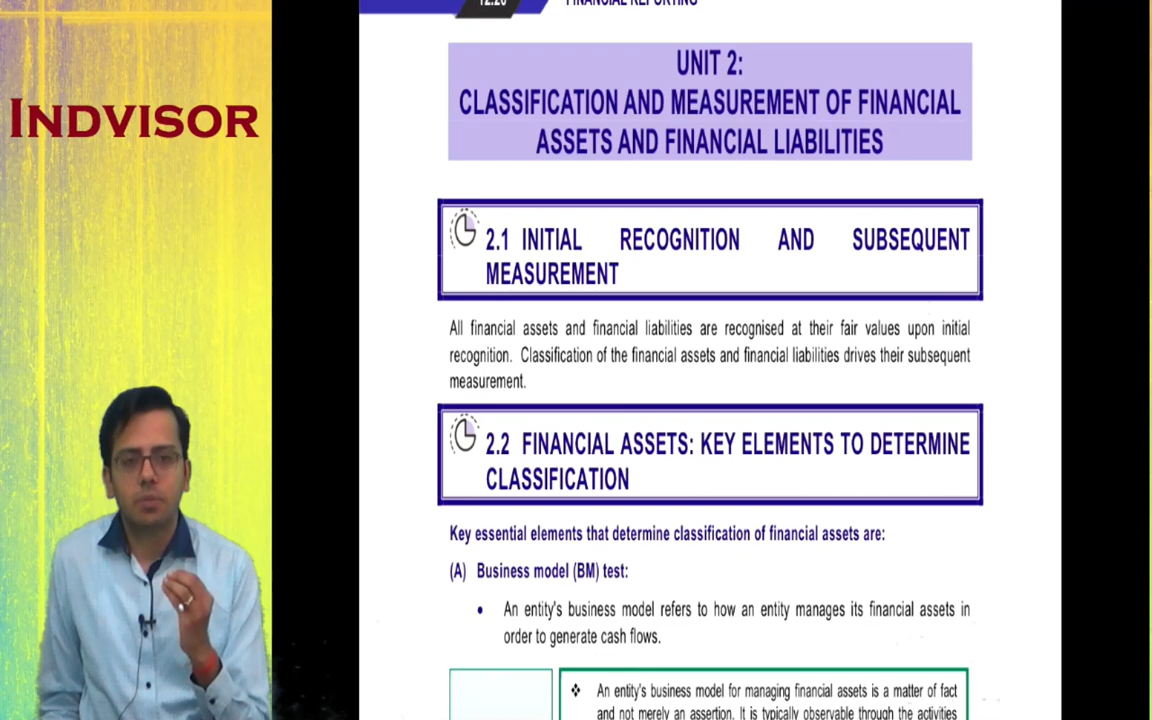 12.26
FINANCIAL REPORTING
INDVISOR
UNIT 2:
CLASSIFICATION AND MEASUREMENT OF FINANCIAL
ASSETS AND FINANCIAL LIABILITIES
2.1 INITIAL RECOGNITION AND SUBSEQUENT
MEASUREMENT
All financial assets and financial liabilities are recognised at their fair values upon initial
recognition. Classification of the financial assets and financial liabilities drives their subsequent
measurement.
2.2 FINANCIAL ASSETS: KEY ELEMENTS TO DETERMINE
CLASSIFICATION
Key essential elements that determine classification of financial assets are:
(A) Business model (BM) test:
• An entity's business model refers to how an entity manages its financial assets in
order to generate cash flows.
❖ An entity's business model for managing financial assets is a matter of fact
and not merely an assertion. It is typically observable through the activities